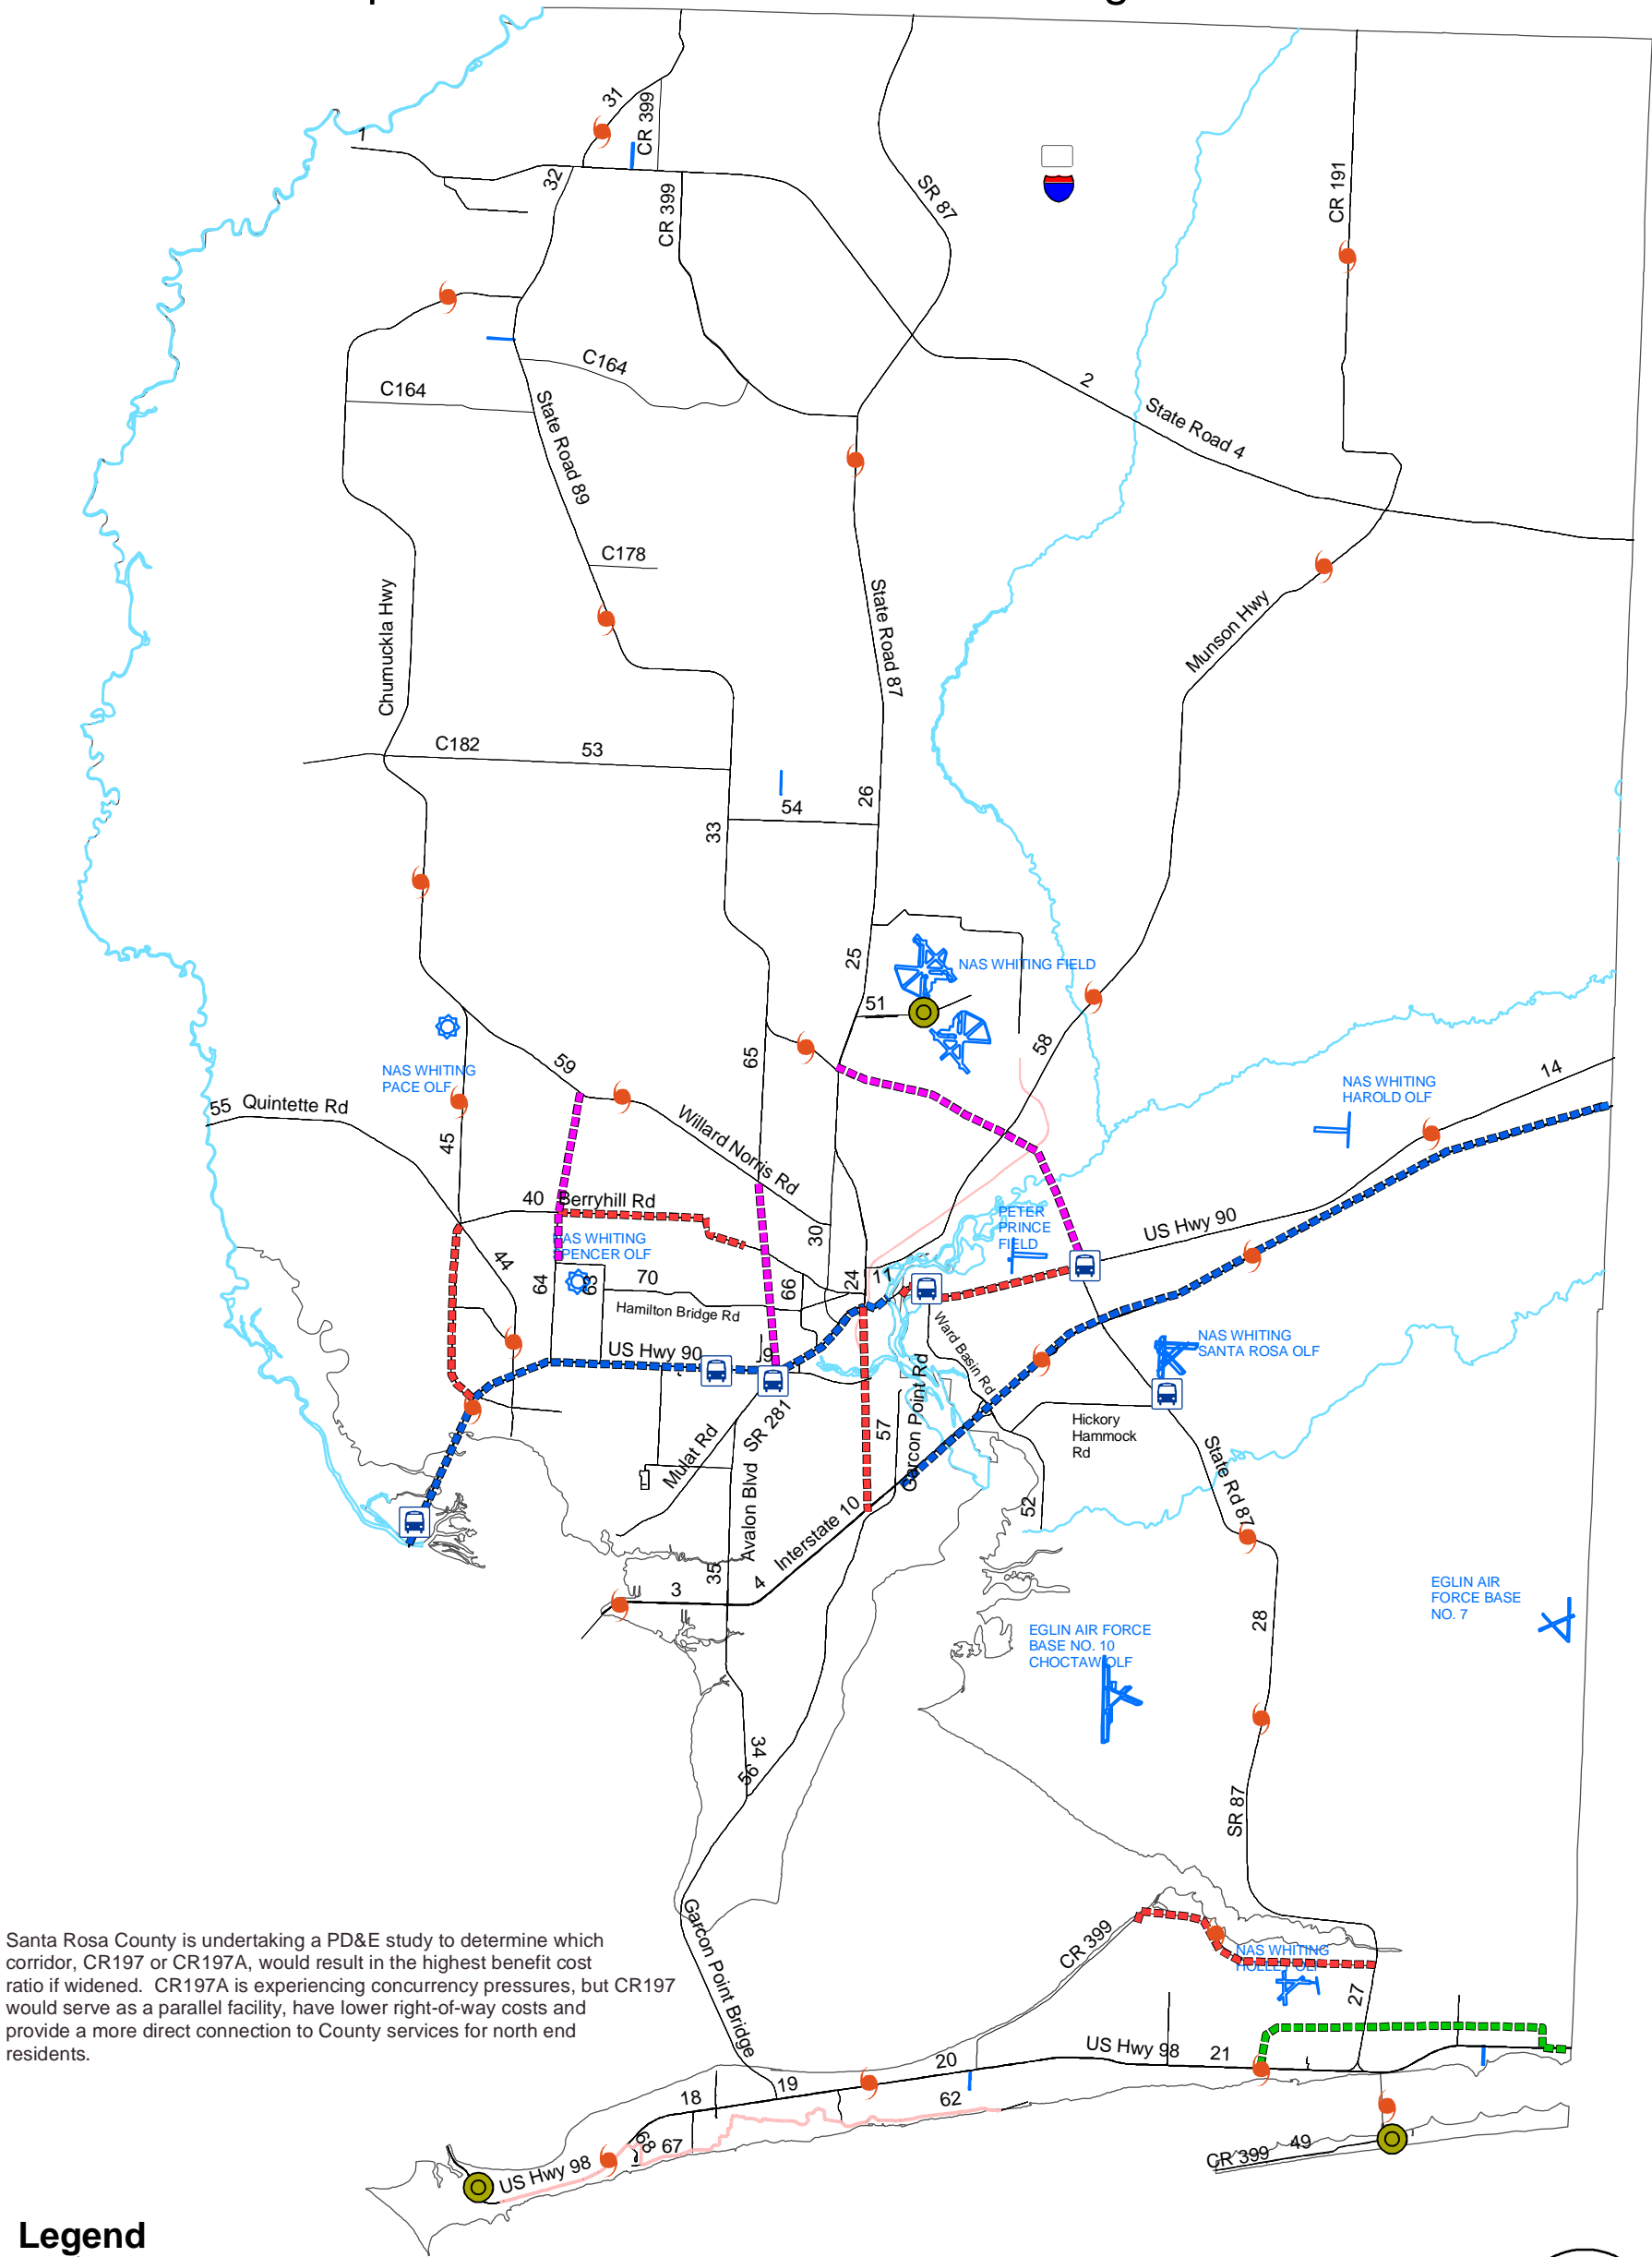 31
CR 399
1
32
CR 399
SR 87
CR 191
C164
C164
2
State Road 4
State Road 89
C178
State Road 87
Chumuckla Hwy
Munson Hwy
C182
53
26
54
33
25
NAS WHITING FIELD
51
58
65
59
NAS WHITING
PACE OLF
14
NAS WHITING
HAROLD OLF
55
Quintette Rd
45
Willard Norris Rd
40
Berryhill Rd
30
PETER
PRINCE
FIELD
US Hwy 90
NAS WHITING
SPENCER OLF
44
64
63
70
66
24
11
Hamilton Bridge Rd
US Hwy 90
9
Ward Basin Rd
NAS WHITING
SANTA ROSA OLF
Garcon Point Rd
57
SR 281
Mulat Rd
Hickory
Hammock
Rd
State Rd 87
52
Avalon Blvd
Interstate 10
35
4
3
EGLIN AIR
FORCE BASE
NO. 7
28
EGLIN AIR FORCE
BASE NO. 10
CHOCTAW OLF
34
56
SR 87
Garcon Point Bridge
CR 399
NAS WHITING
HOLLEY OLF
27
Santa Rosa County is undertaking a PD&E study to determine which
corridor, CR197 or CR197A, would result in the highest benefit cost
ratio if widened.  CR197A is experiencing concurrency pressures, but CR197
would serve as a parallel facility, have lower right-of-way costs and
provide a more direct connection to County services for north end
residents.
US Hwy 98
21
20
19
18
62
68
67
US Hwy 98
CR 399
49
Legend